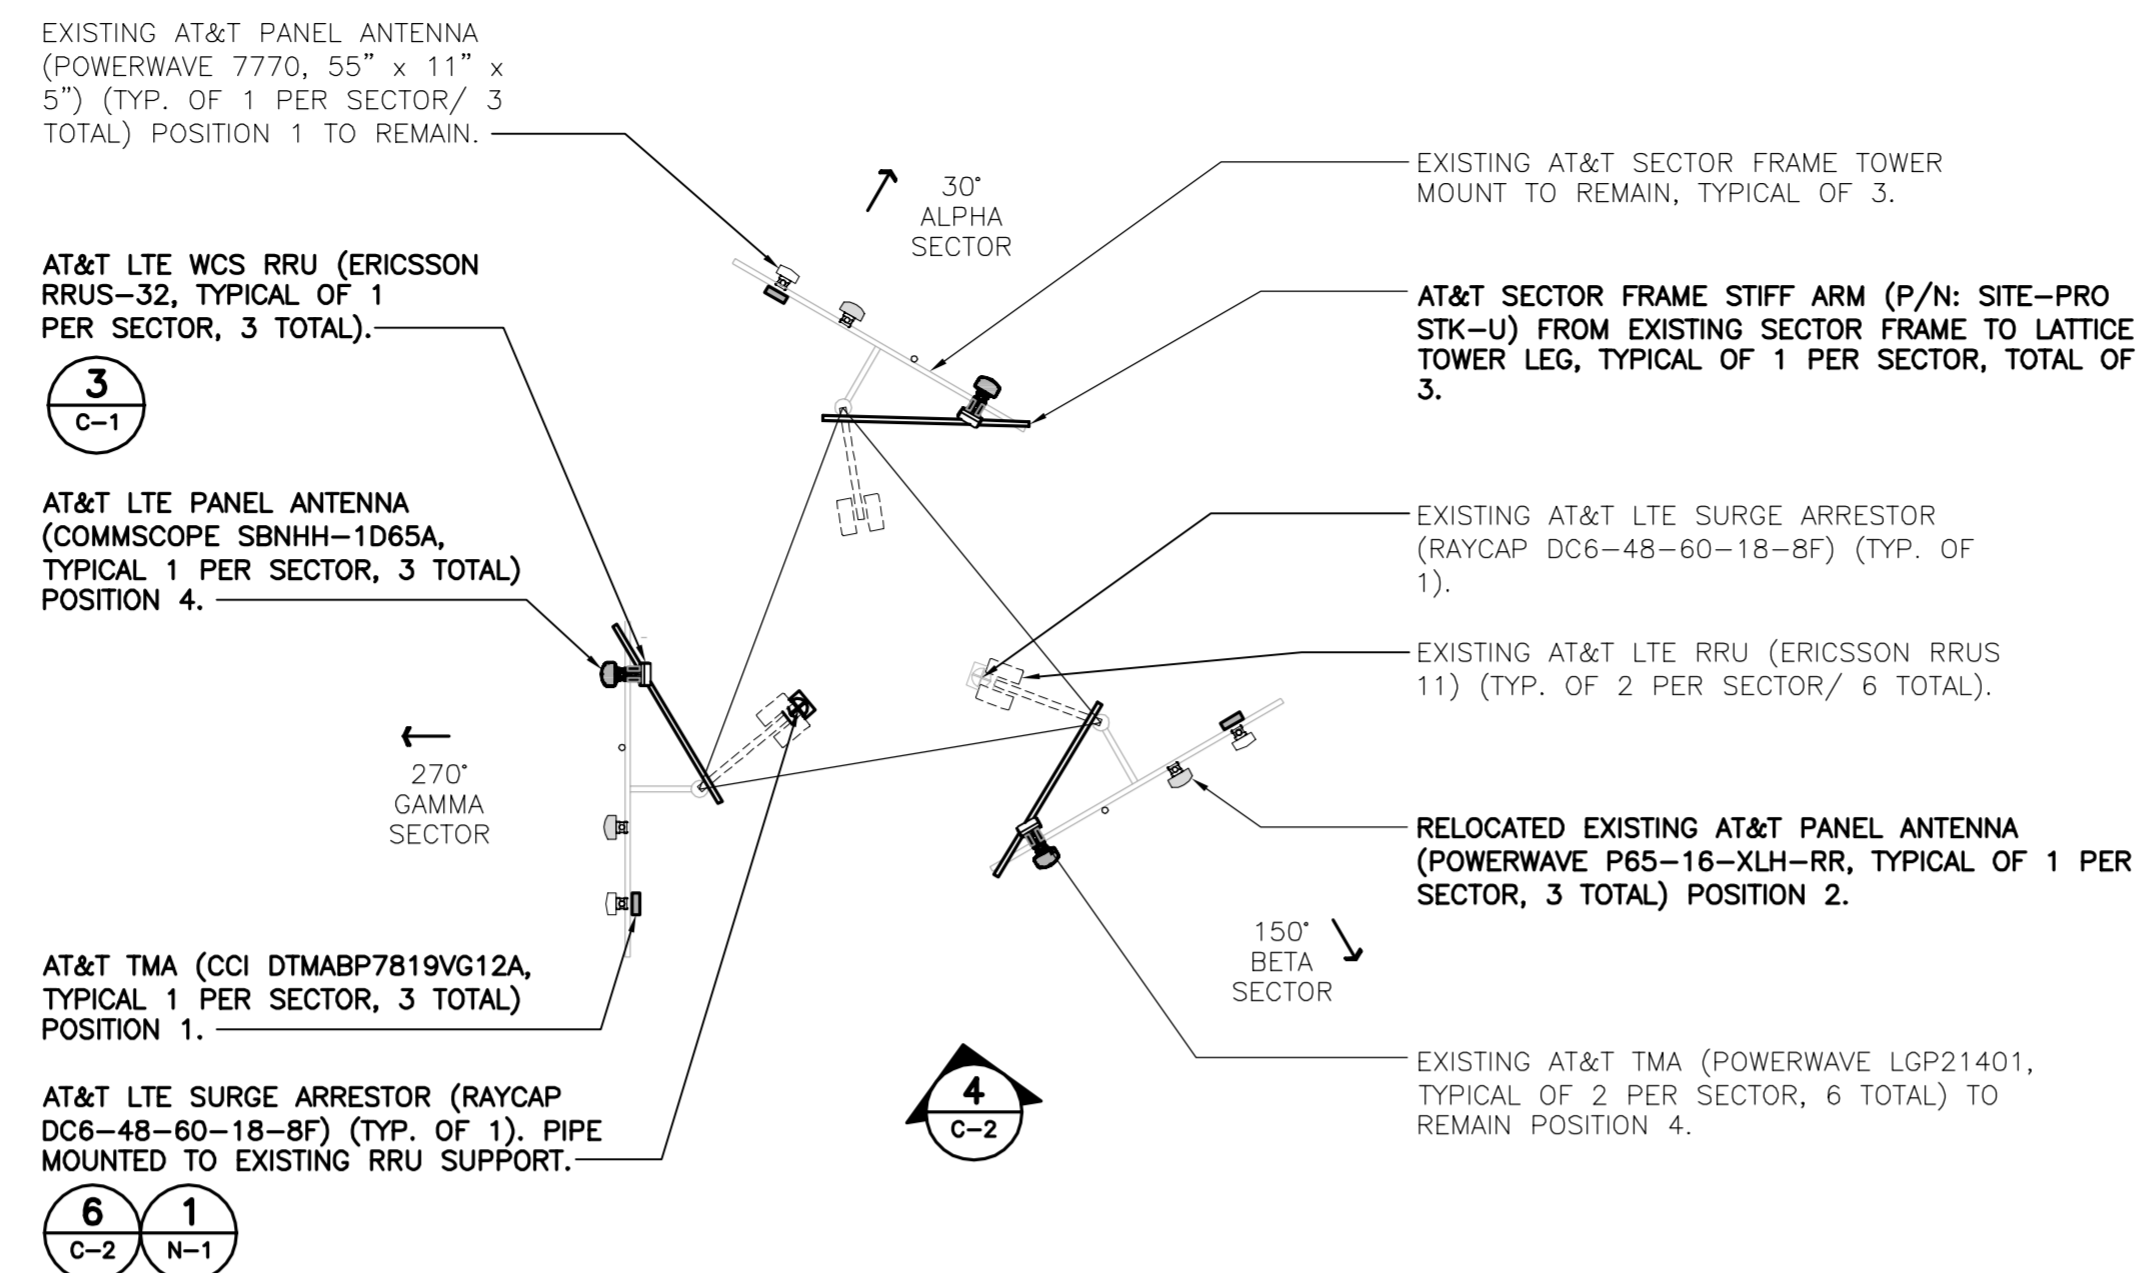 EXISTING AT&T PANEL ANTENNA
(POWERWAVE 7770, 55” x 11” x
5”) (TYP. OF 1 PER SECTOR/ 3
TOTAL) POSITION 1 TO REMAIN.
AT&T LTE WCS RRU (ERICSSON
RRUS-32, TYPICAL OF 1
PER SECTOR, 3 TOTAL).
3
C-1
AT&T LTE PANEL ANTENNA
(COMMSCOPE SBNHH-1D65A,
TYPICAL 1 PER SECTOR, 3 TOTAL)
POSITION 4.
AT&T TMA (CCI DTMABP7819VG12A,
TYPICAL 1 PER SECTOR, 3 TOTAL)
POSITION 1.
AT&T LTE SURGE ARRESTOR (RAYCAP
DC6-48-60-18-8F) (TYP. OF 1). PIPE
MOUNTED TO EXISTING RRU SUPPORT.
6
C-2
1
N-1
30°
ALPHA
SECTOR
270°
GAMMA
SECTOR
150°
BETA
SECTOR
4
C-2
EXISTING AT&T SECTOR FRAME TOWER
MOUNT TO REMAIN, TYPICAL OF 3.
AT&T SECTOR FRAME STIFF ARM (P/N: SITE-PRO
STK-U) FROM EXISTING SECTOR FRAME TO LATTICE
TOWER LEG, TYPICAL OF 1 PER SECTOR, TOTAL OF
3.
EXISTING AT&T LTE SURGE ARRESTOR
(RAYCAP DC6-48-60-18-8F) (TYP. OF
1).
EXISTING AT&T LTE RRU (ERICSSON RRUS
11) (TYP. OF 2 PER SECTOR/ 6 TOTAL).
RELOCATED EXISTING AT&T PANEL ANTENNA
(POWERWAVE P65-16-XLH-RR, TYPICAL OF 1 PER
SECTOR, 3 TOTAL) POSITION 2.
EXISTING AT&T TMA (POWERWAVE LGP21401,
TYPICAL OF 2 PER SECTOR, 6 TOTAL) TO
REMAIN POSITION 4.